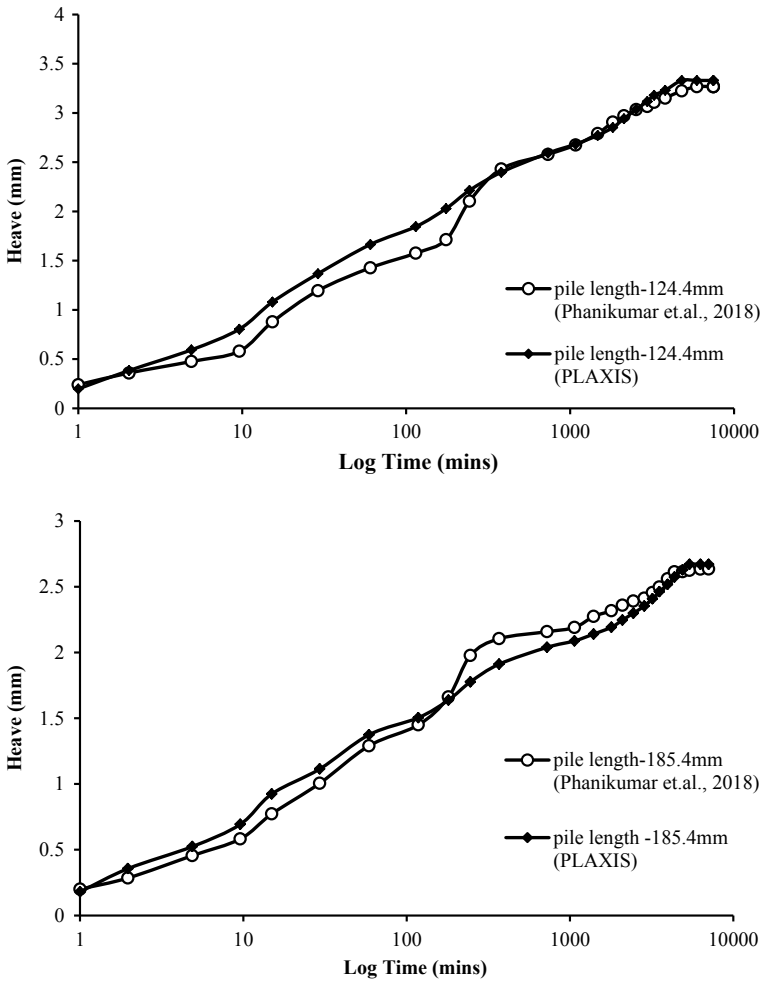 4
3.5
3
2.5
2
1.5
1
0.5
0
Heave (mm)
pile length-124.4mm
(Phanikumar et.al., 2018)
pile length-124.4mm
(PLAXIS)
1 10 100 1000 10000
Log Time (mins)
3
2.5
2
1.5
1
0.5
0
Heave (mm)
pile length-185.4mm
(Phanikumar et.al., 2018)
pile length -185.4mm
(PLAXIS)
1 10 100 1000 10000
Log Time (mins)